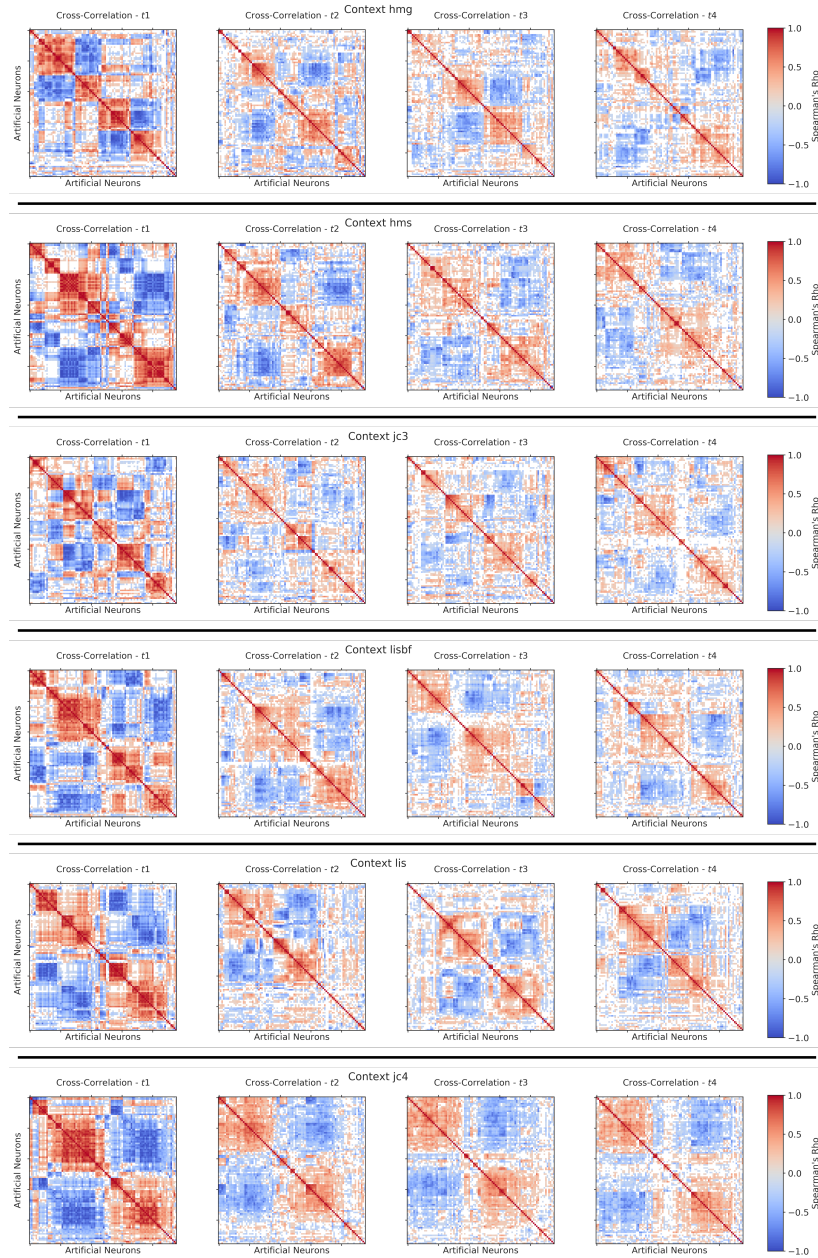 Context hmg
Cross-Correlation - t1
Cross-Correlation - t2
Cross-Correlation - t3
Cross-Correlation - t4
Artificial Neurons
Artificial Neurons
Artificial Neurons
Artificial Neurons
Artificial Neurons
1.0
0.5
0.0
−0.5
−1.0
Spearman's Rho
Context hms
Cross-Correlation - t1
Cross-Correlation - t2
Cross-Correlation - t3
Cross-Correlation - t4
Artificial Neurons
Artificial Neurons
Artificial Neurons
Artificial Neurons
Artificial Neurons
1.0
0.5
0.0
−0.5
−1.0
Spearman's Rho
Context jc3
Cross-Correlation - t1
Cross-Correlation - t2
Cross-Correlation - t3
Cross-Correlation - t4
Artificial Neurons
Artificial Neurons
Artificial Neurons
Artificial Neurons
Artificial Neurons
1.0
0.5
0.0
−0.5
−1.0
Spearman's Rho
Context lisbf
Cross-Correlation - t1
Cross-Correlation - t2
Cross-Correlation - t3
Cross-Correlation - t4
Artificial Neurons
Artificial Neurons
Artificial Neurons
Artificial Neurons
Artificial Neurons
1.0
0.5
0.0
−0.5
−1.0
Spearman's Rho
Context lis
Cross-Correlation - t1
Cross-Correlation - t2
Cross-Correlation - t3
Cross-Correlation - t4
Artificial Neurons
Artificial Neurons
Artificial Neurons
Artificial Neurons
Artificial Neurons
1.0
0.5
0.0
−0.5
−1.0
Spearman's Rho
Context jc4
Cross-Correlation - t1
Cross-Correlation - t2
Cross-Correlation - t3
Cross-Correlation - t4
Artificial Neurons
Artificial Neurons
Artificial Neurons
Artificial Neurons
Artificial Neurons
1.0
0.5
0.0
−0.5
−1.0
Spearman's Rho